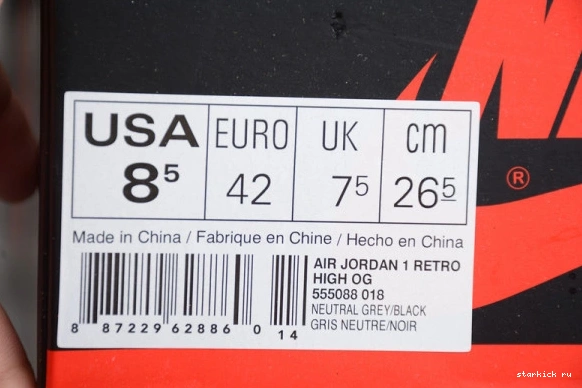 USA EURO UK cm
8⁵ 42 7⁵ 26⁵
Made in China / Fabrique en Chine / Hecho en China
AIR JORDAN 1 RETRO
HIGH OG
555088 018
NEUTRAL GREY/BLACK
GRIS NEUTRE/NOIR
8 87229 62886 0 14
®
starkick ru